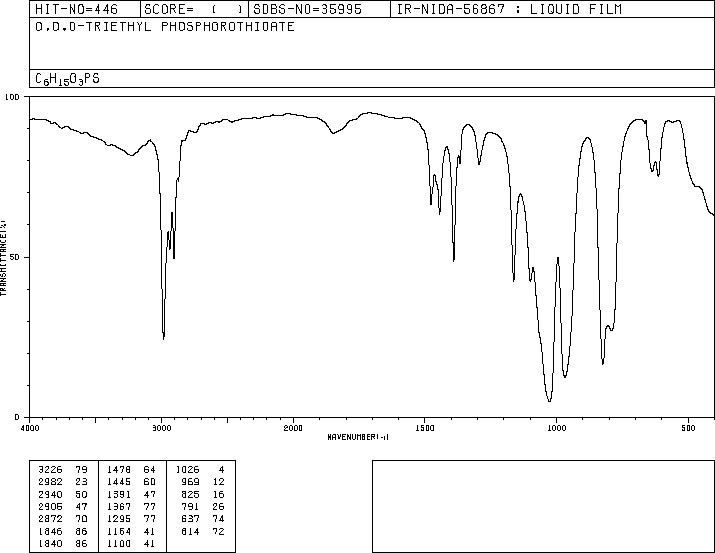 HIT-NO=446 SCORE= ( ) SDBS-NO=35995 IR-NIDA-56867 : LIQUID FILM
O,O,O-TRIETHYL PHOSPHOROTHIOATE
C6H15O3PS
100
50
0
TRANSMITTANCE(%)
4000 3000 2000 1500 1000 500
WAVENUMBER(-1)
3226 79 1478 64 1026 4
2982 23 1445 60 969 12
2940 50 1391 47 825 16
2905 47 1367 77 791 26
2872 70 1295 77 637 74
1846 86 1164 41 614 72
1840 86 1100 41